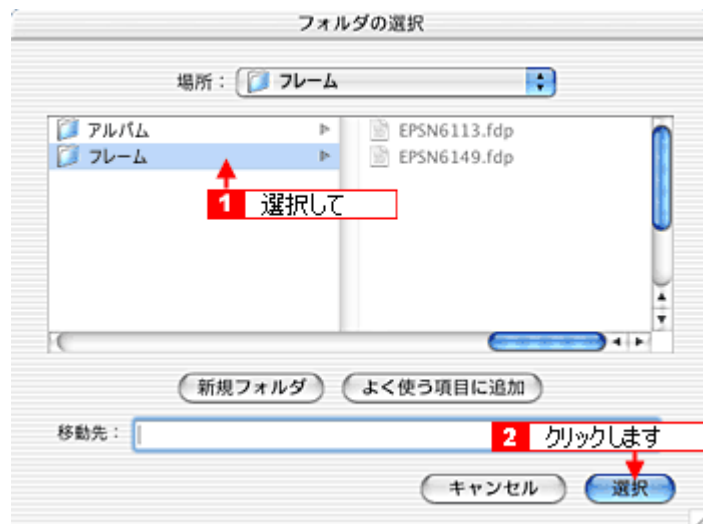 フォルダの選択
場所： フレーム
アルバム
フレーム
EPSN6113.fdp
EPSN6149.fdp
1 選択して
新規フォルダ よく使う項目に追加
移動先：
2 クリックします
キャンセル 選択